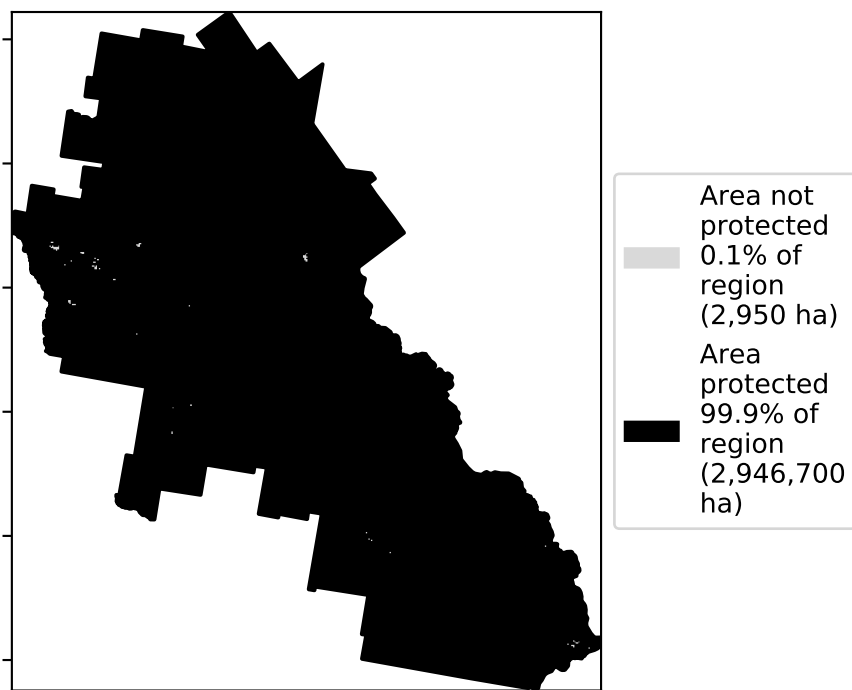 Area not
protected
0.1% of
region
(2,950 ha)
Area
protected
99.9% of
region
(2,946,700
ha)